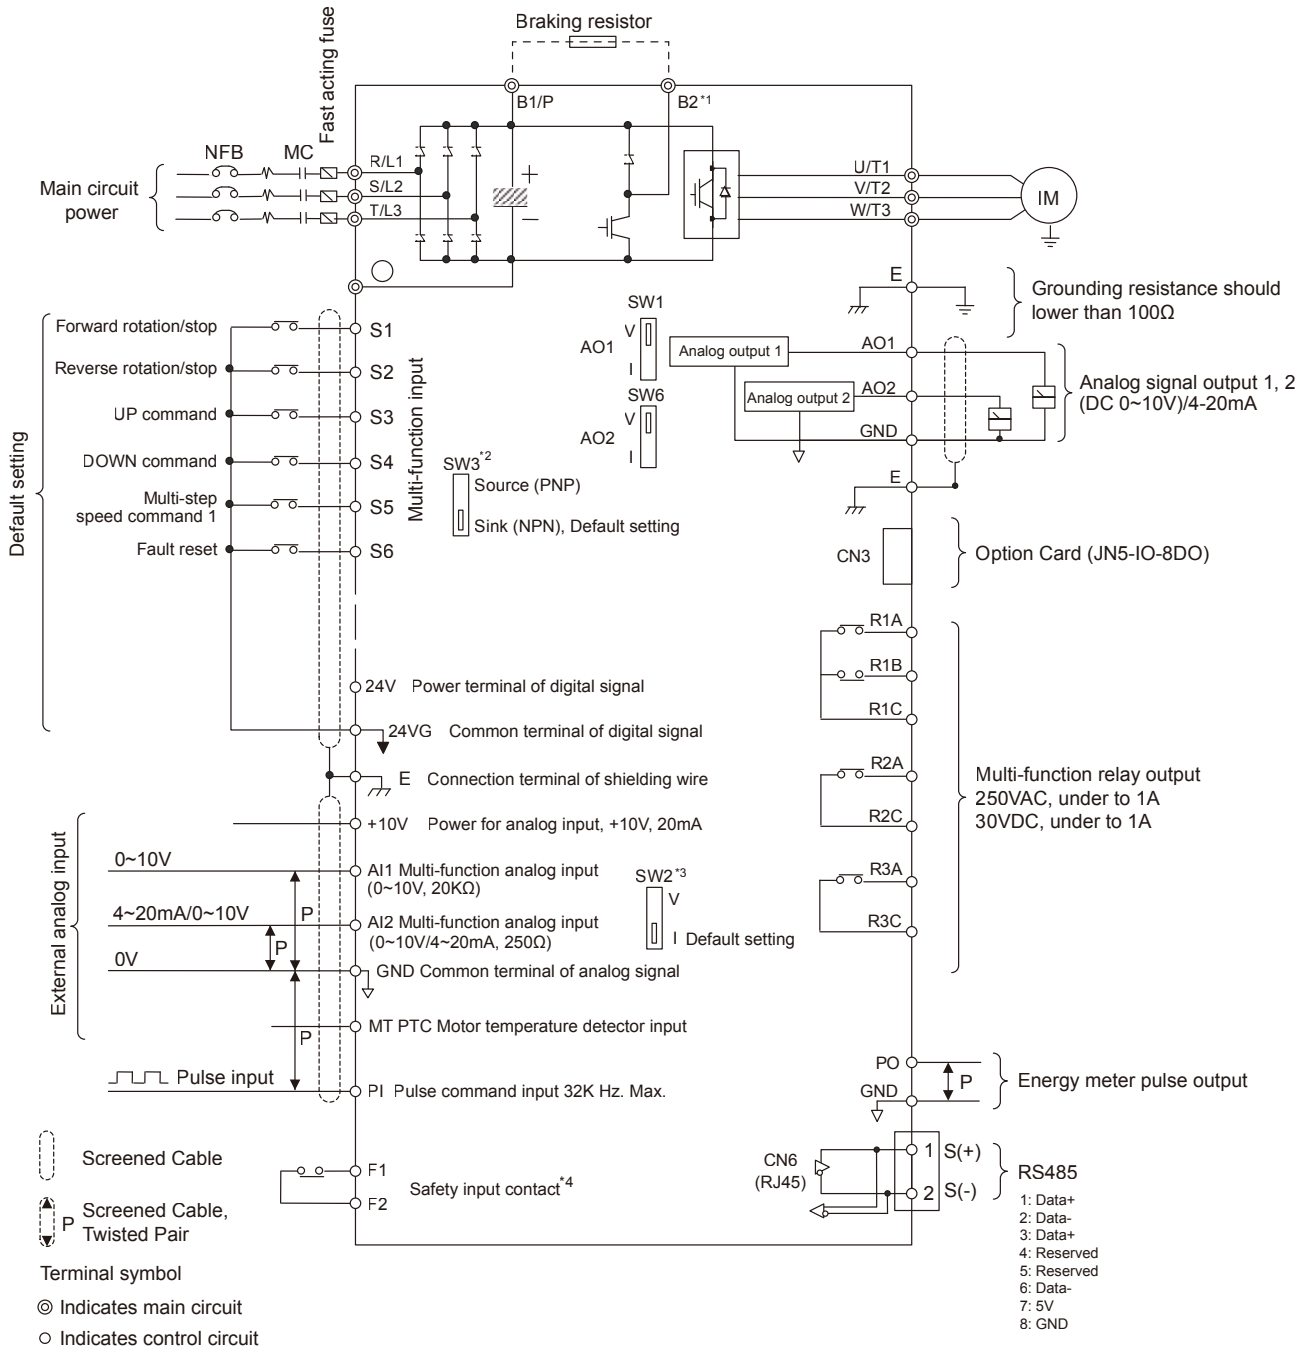 Braking resistor
Fast acting fuse
B1/P
B2*1
NFB
MC
R/L1
S/L2
T/L3
Main circuit
power
+
−
U/T1
V/T2
W/T3
IM
E
Grounding resistance should
lower than 100Ω
Default setting
Forward rotation/stop
S1
Reverse rotation/stop
S2
UP command
S3
DOWN command
S4
Multi-step
speed command 1
S5
Fault reset
S6
Multi-function input
SW1
V
AO1
I
SW6
V
AO2
I
SW3*2
Source (PNP)
Sink (NPN), Default setting
Analog output 1
AO1
Analog output 2
AO2
GND
E
Analog signal output 1, 2
(DC 0~10V)/4-20mA
CN3
Option Card (JN5-IO-8DO)
R1A
R1B
R1C
R2A
R2C
R3A
R3C
Multi-function relay output
250VAC, under to 1A
30VDC, under to 1A
24V Power terminal of digital signal
24VG Common terminal of digital signal
E Connection terminal of shielding wire
External analog input
+10V Power for analog input, +10V, 20mA
0~10V
AI1 Multi-function analog input
(0~10V, 20KΩ)
4~20mA/0~10V
P
AI2 Multi-function analog input
(0~10V/4~20mA, 250Ω)
P
0V
GND Common terminal of analog signal
SW2*3
V
I Default setting
MT PTC Motor temperature detector input
P
Pulse input
PI Pulse command input 32K Hz. Max.
PO
GND
P
Energy meter pulse output
F1
F2
Safety input contact*4
CN6
(RJ45)
1
S(+)
2
S(-)
RS485
1: Data+
2: Data-
3: Data+
4: Reserved
5: Reserved
6: Data-
7: 5V
8: GND
Screened Cable
P
Screened Cable,
Twisted Pair
Terminal symbol
Indicates main circuit
Indicates control circuit